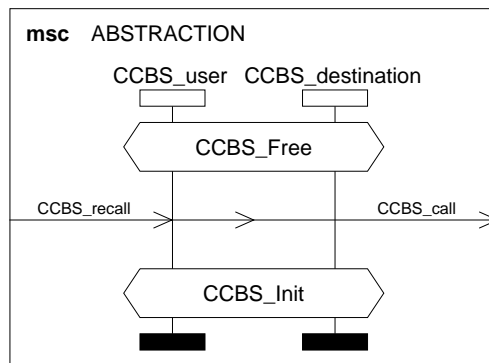 msc ABSTRACTION
CCBS_user CCBS_destination
CCBS_Free
CCBS_recall CCBS_call
CCBS_Init